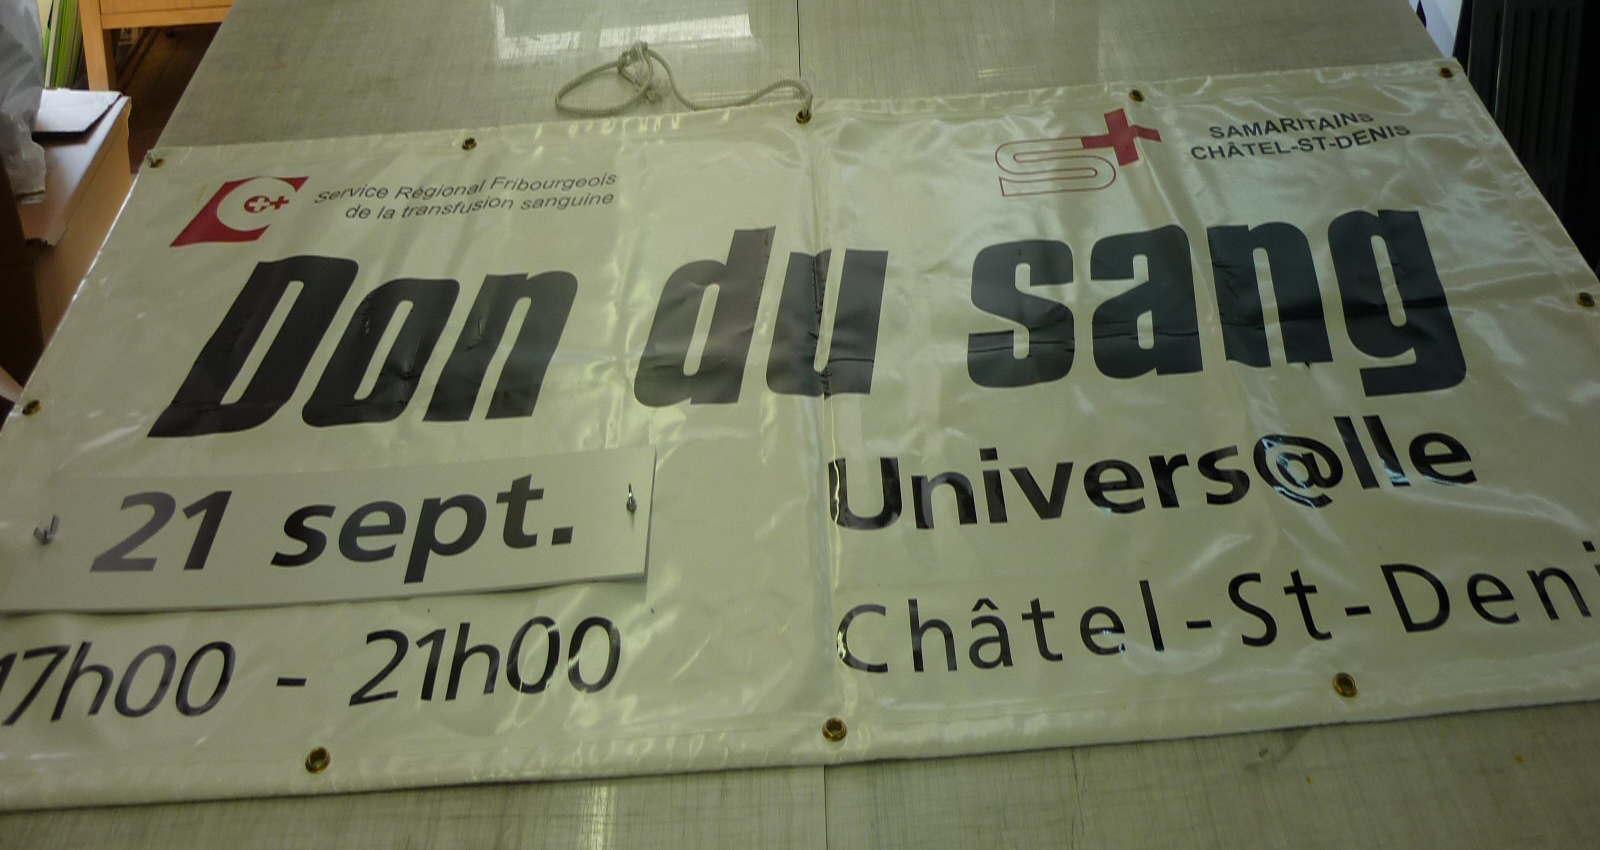 Service Régional Fribourgeois
de la transfusion sanguine
S+
SAMARITAINS
CHÂTEL-ST-DENIS
Don du sang
21 sept.
17h00 - 21h00
Univers@lle
Châtel-St-Deni